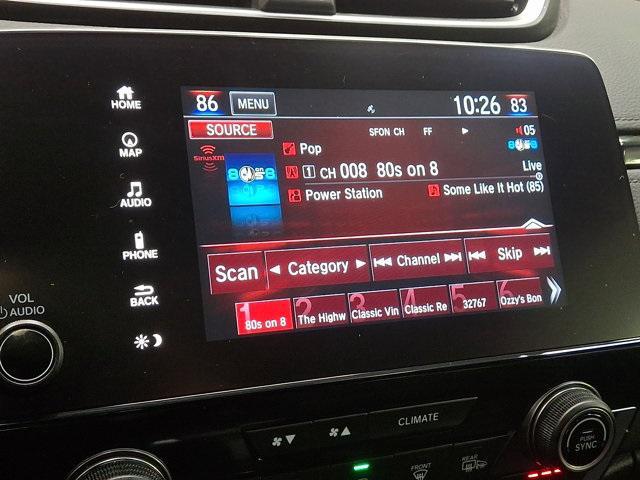 86 MENU 10:26 83
SOURCE SFON CH FF 05
HOME
SiriusXM Pop
1 CH 008 80s on 8 Live
MAP
Power Station Some Like It Hot (85)
AUDIO
PHONE
Scan Category Channel Skip
BACK
1 80s on 8 2 The Highw 3 Classic Vin 4 Classic Re 5 32767 6 Ozzy's Bon
VOL
AUDIO
CLIMATE
PUSH
SYNC
FRONT
REAR